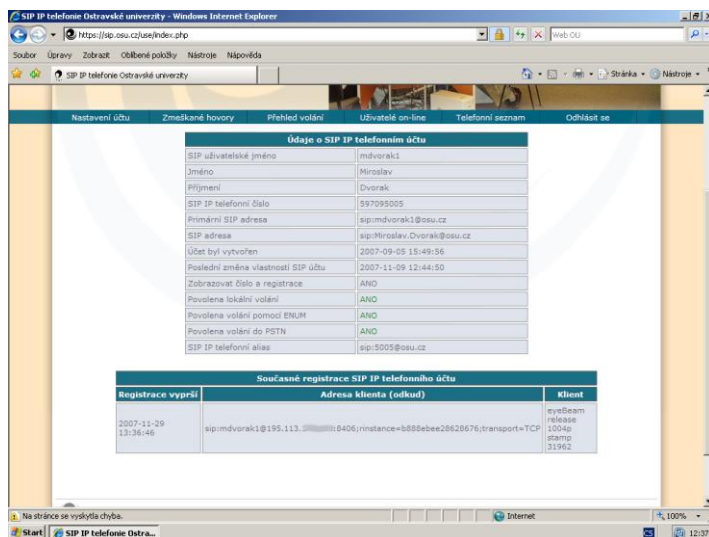 SIP IP telefonie Ostravské univerzity - Windows Internet Explorer
https://sip.osu.cz/use/index.php
Web OU
Soubor Úpravy Zobrazit Oblíbené položky Nástroje Nápověda
SIP IP telefonie Ostravské univerzity
Stránka Nástroje
Nastavení účtu Zmeškané hovory Přehled volání Uživatelé on-line Telefonní seznam Odhlásit se
Údaje o SIP IP telefonním účtu
SIP uživatelské jméno mdvorak1
Jméno Miroslav
Příjmení Dvorak
SIP IP telefonní číslo 597095005
Primární SIP adresa sip:mdvorak1@osu.cz
SIP adresa sip:Miroslav.Dvorak@osu.cz
Účet byl vytvořen 2007-09-05 15:49:56
Poslední změna vlastností SIP účtu 2007-11-09 12:44:50
Zobrazovat číslo a registrace ANO
Povolena lokální volání ANO
Povolena volání pomocí ENUM ANO
Povolena volání do PSTN ANO
SIP IP telefonní alias sip:5005@osu.cz
Současné registrace SIP IP telefonního účtu
Registrace vyprší Adresa klienta (odkud) Klient
2007-11-29
13:36:46
sip:mdvorak1@195.113. :8406;rinstance=b888ebee28628676;transport=TCP
eyeBeam
release
1004p
stamp
31962
Na stránce se vyskytla chyba. Internet 100%
Start SIP IP telefonie Ostra... CS 12:37